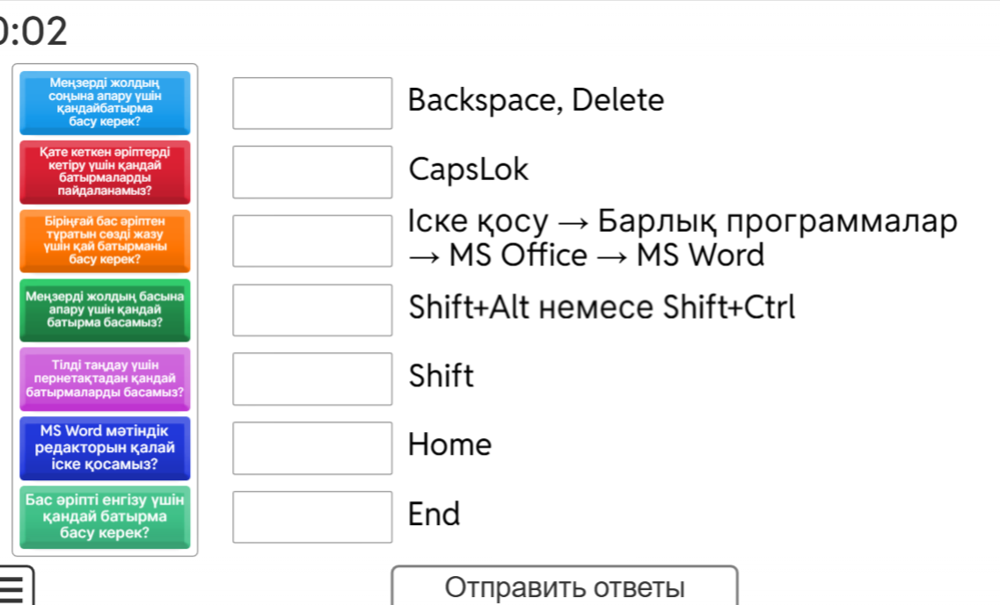 0:02
Меңзерді жолдың
соңына апару үшін
қандайбатырма
басу керек?
Қате кеткен әріптерді
кетіру үшін қандай
батырмаларды
пайдаланамыз?
Біріңғай бас әріптен
тұратын сөзді жазу
үшін қай батырманы
басу керек?
Меңзерді жолдың басына
апару үшін қандай
батырма басамыз?
Тілді таңдау үшін
пернетақтадан қандай
батырмаларды басамыз?
MS Word мәтіндік
редакторын қалай
іске қосамыз?
Бас әріпті енгізу үшін
қандай батырма
басу керек?
Backspace, Delete
CapsLok
Іске қосу → Барлық программалар
→ MS Office → MS Word
Shift+Alt немесе Shift+Ctrl
Shift
Home
End
Отправить ответы